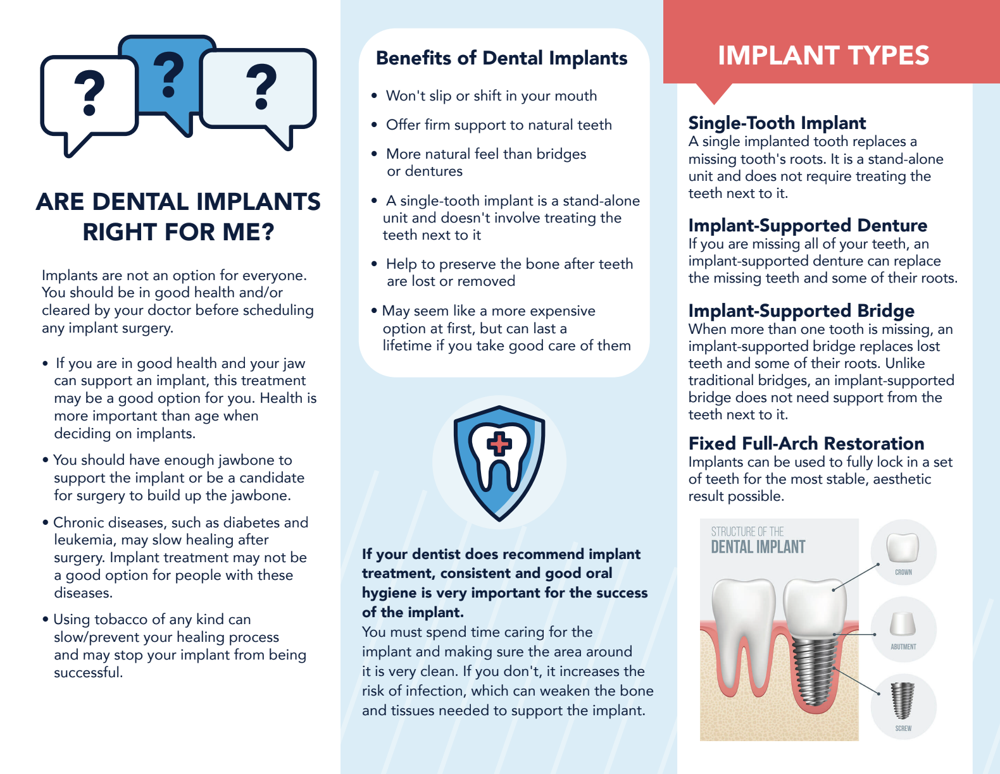 ? ? ?
ARE DENTAL IMPLANTS
RIGHT FOR ME?
Implants are not an option for everyone.
You should be in good health and/or
cleared by your doctor before scheduling
any implant surgery.
• If you are in good health and your jaw
can support an implant, this treatment
may be a good option for you. Health is
more important than age when
deciding on implants.
• You should have enough jawbone to
support the implant or be a candidate
for surgery to build up the jawbone.
• Chronic diseases, such as diabetes and
leukemia, may slow healing after
surgery. Implant treatment may not be
a good option for people with these
diseases.
• Using tobacco of any kind can
slow/prevent your healing process
and may stop your implant from being
successful.
Benefits of Dental Implants
• Won't slip or shift in your mouth
• Offer firm support to natural teeth
• More natural feel than bridges
or dentures
• A single-tooth implant is a stand-alone
unit and doesn't involve treating the
teeth next to it
• Help to preserve the bone after teeth
are lost or removed
• May seem like a more expensive
option at first, but can last a
lifetime if you take good care of them
If your dentist does recommend implant
treatment, consistent and good oral
hygiene is very important for the success
of the implant.
You must spend time caring for the
implant and making sure the area around
it is very clean. If you don't, it increases the
risk of infection, which can weaken the bone
and tissues needed to support the implant.
IMPLANT TYPES
Single-Tooth Implant
A single implanted tooth replaces a
missing tooth's roots. It is a stand-alone
unit and does not require treating the
teeth next to it.
Implant-Supported Denture
If you are missing all of your teeth, an
implant-supported denture can replace
the missing teeth and some of their roots.
Implant-Supported Bridge
When more than one tooth is missing, an
implant-supported bridge replaces lost
teeth and some of their roots. Unlike
traditional bridges, an implant-supported
bridge does not need support from the
teeth next to it.
Fixed Full-Arch Restoration
Implants can be used to fully lock in a set
of teeth for the most stable, aesthetic
result possible.
STRUCTURE OF THE
DENTAL IMPLANT
CROWN
ABUTMENT
SCREW